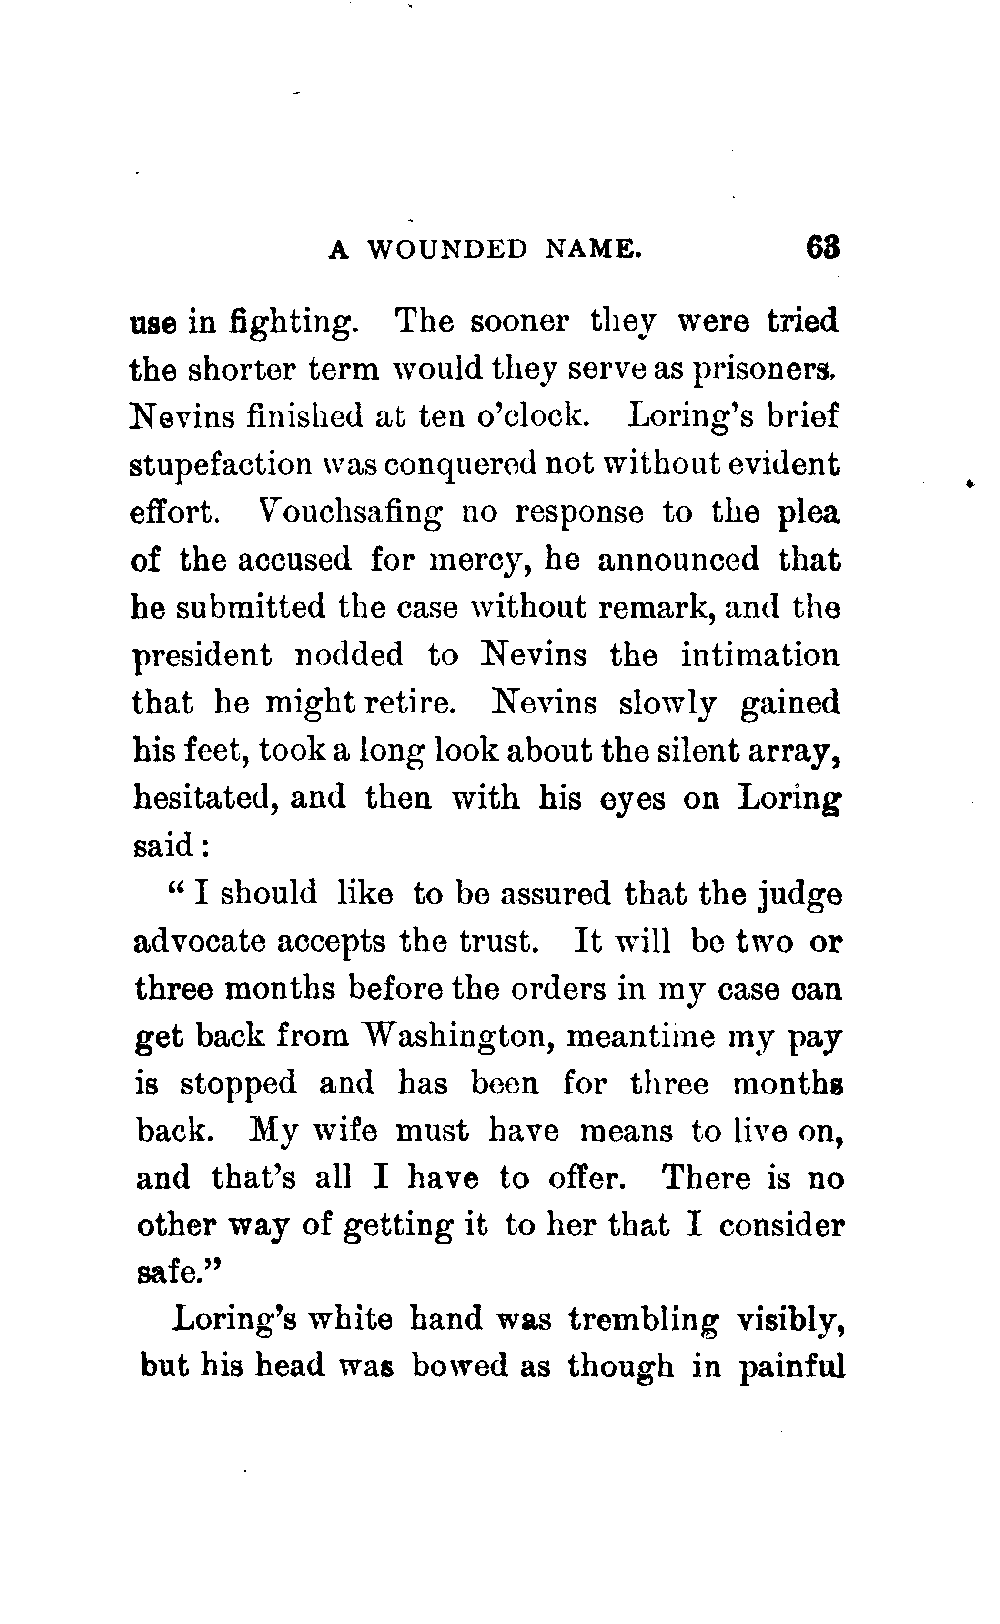 A WOUNDED NAME. 63
use in fighting. The sooner they were tried
the shorter term would they serve as prisoners.
Nevins finished at ten o'clock. Loring's brief
stupefaction was conquered not without evident
effort. Vouchsafing no response to the plea
of the accused for mercy, he announced that
he submitted the case without remark, and the
president nodded to Nevins the intimation
that he might retire. Nevins slowly gained
his feet, took a long look about the silent array,
hesitated, and then with his eyes on Loring
said:
"I should like to be assured that the judge
advocate accepts the trust. It will be two or
three months before the orders in my case can
get back from Washington, meantime my pay
is stopped and has been for three months
back. My wife must have means to live on,
and that's all I have to offer. There is no
other way of getting it to her that I consider
safe."
Loring's white hand was trembling visibly,
but his head was bowed as though in painful